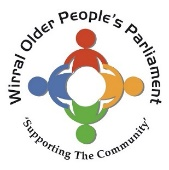 Wirral Older People's Parliament
'Supporting The Community'